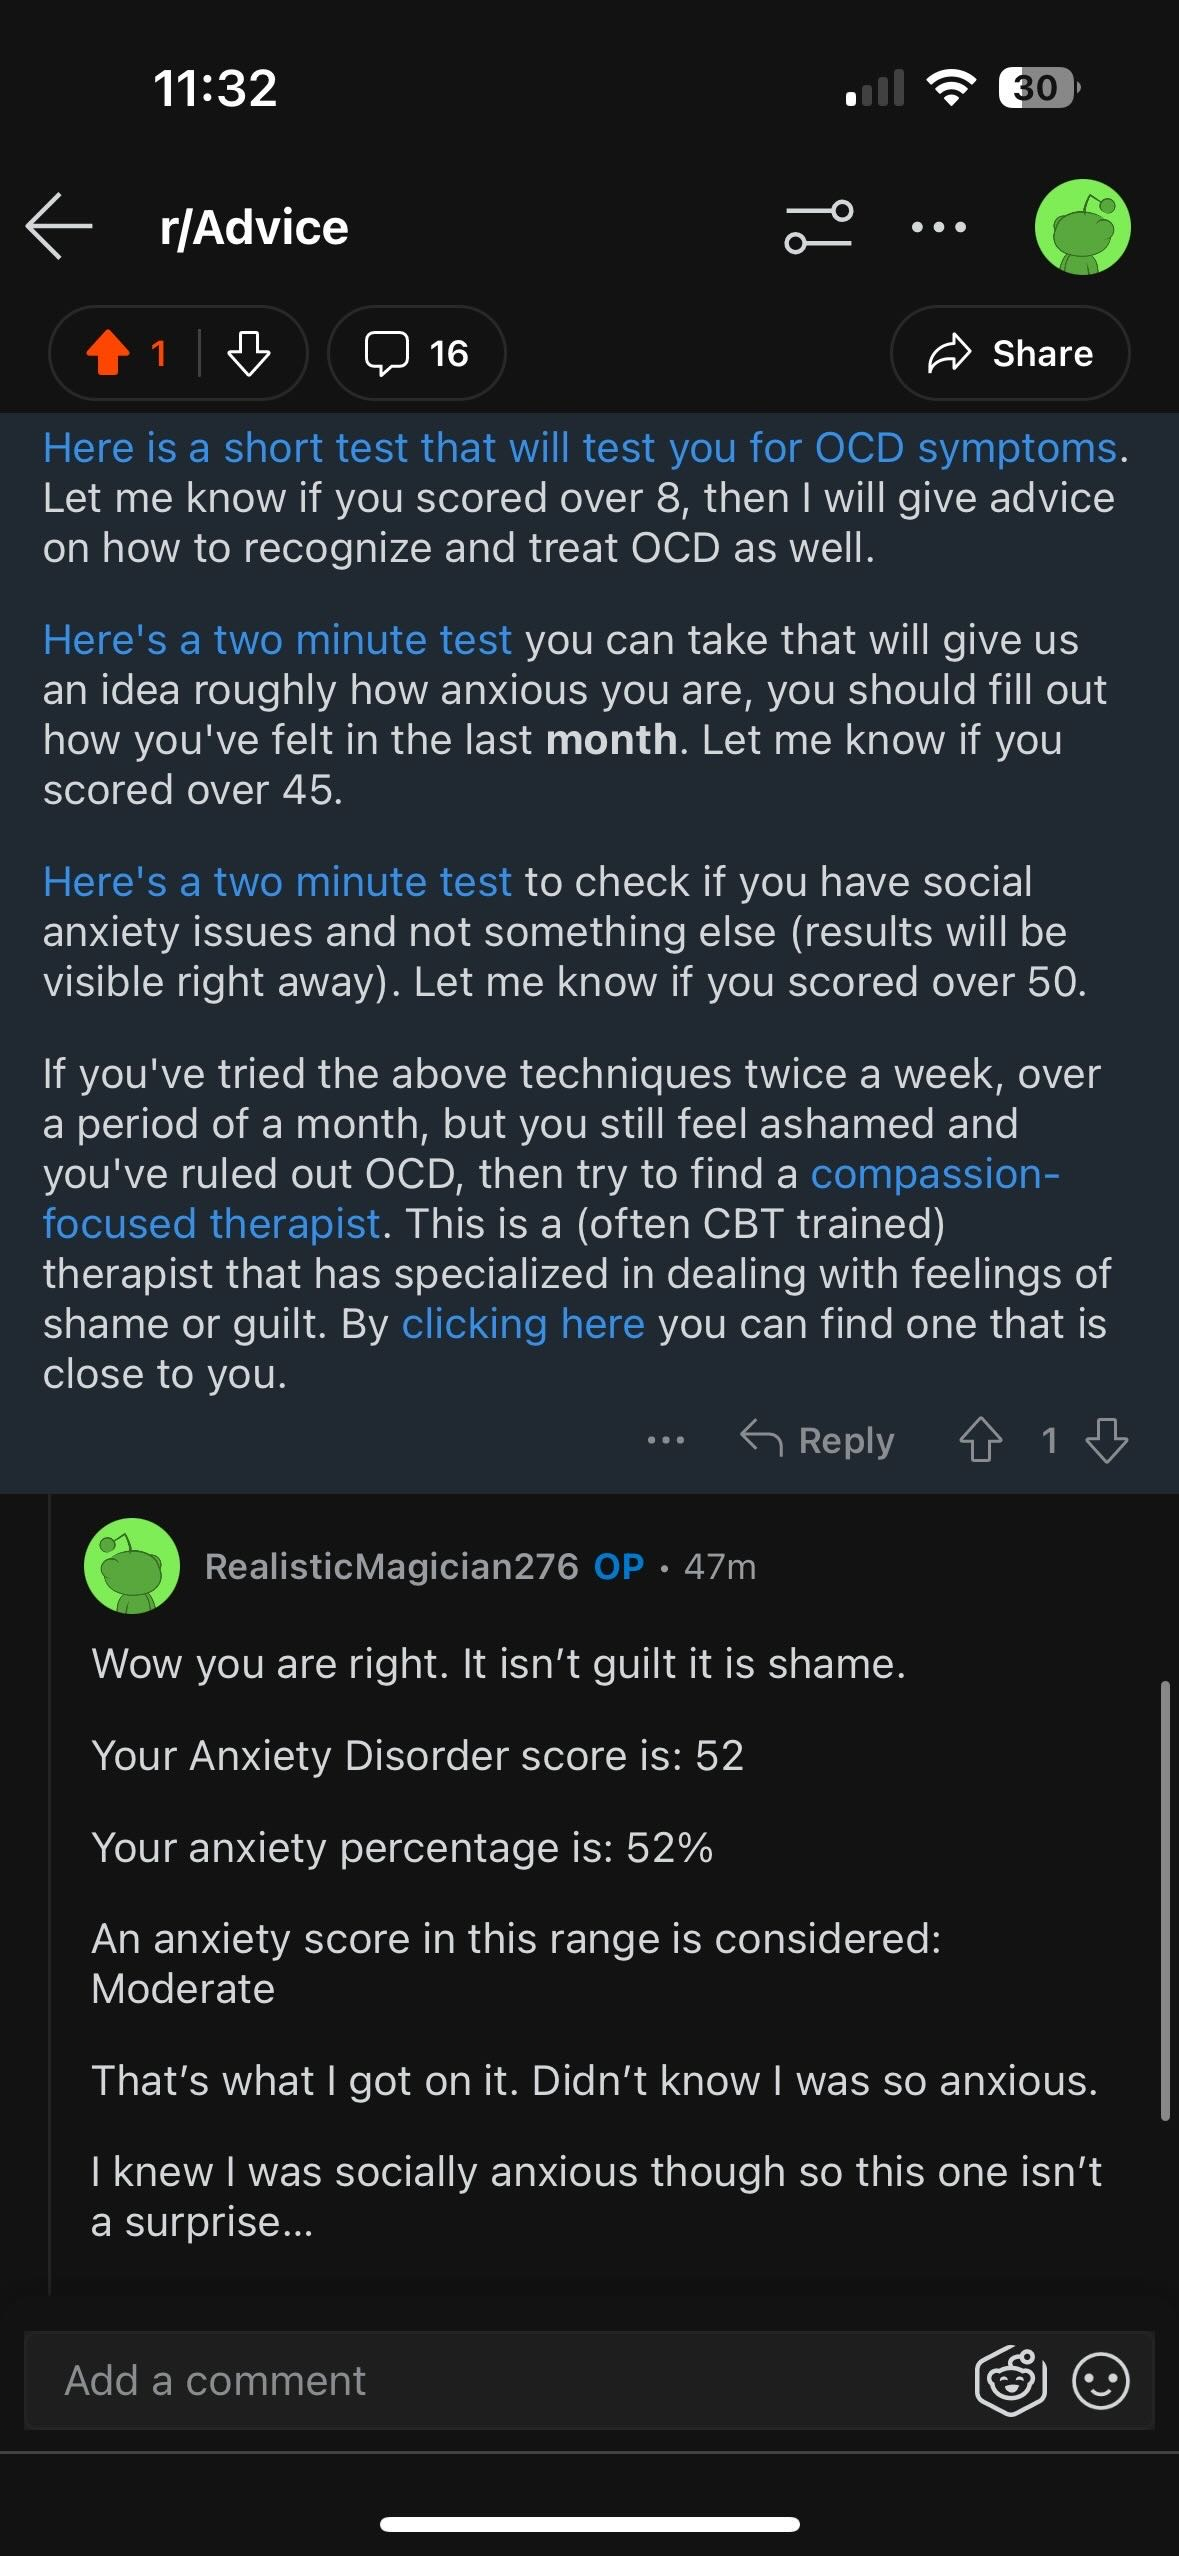 11:32
30
r/Advice
1
16
Share
Here is a short test that will test you for OCD symptoms.
Let me know if you scored over 8, then I will give advice
on how to recognize and treat OCD as well.
Here's a two minute test you can take that will give us
an idea roughly how anxious you are, you should fill out
how you've felt in the last month. Let me know if you
scored over 45.
Here's a two minute test to check if you have social
anxiety issues and not something else (results will be
visible right away). Let me know if you scored over 50.
If you've tried the above techniques twice a week, over
a period of a month, but you still feel ashamed and
you've ruled out OCD, then try to find a compassion-
focused therapist. This is a (often CBT trained)
therapist that has specialized in dealing with feelings of
shame or guilt. By clicking here you can find one that is
close to you.
Reply
1
RealisticMagician276 OP • 47m
Wow you are right. It isn’t guilt it is shame.
Your Anxiety Disorder score is: 52
Your anxiety percentage is: 52%
An anxiety score in this range is considered:
Moderate
That’s what I got on it. Didn’t know I was so anxious.
I knew I was socially anxious though so this one isn’t
a surprise…
Add a comment